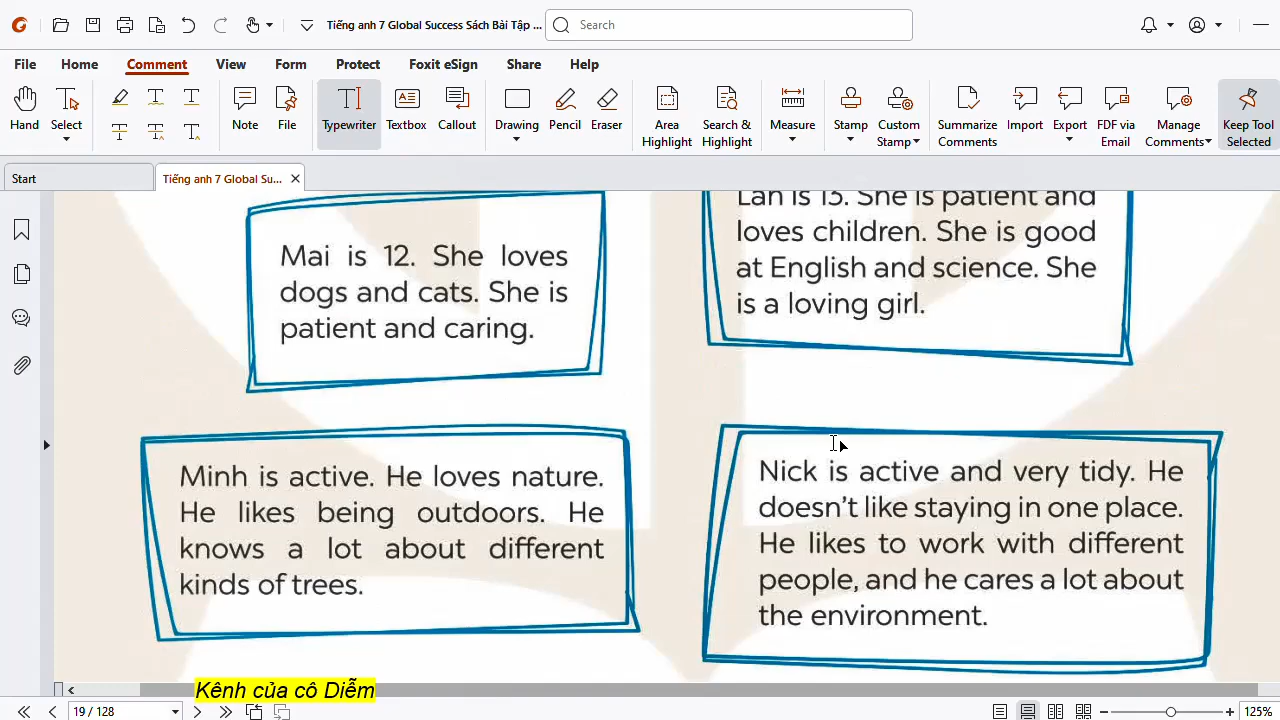 Tiếng anh 7 Global Success Sách Bài Tập ...
Search
File Home Comment View Form Protect Foxit eSign Share Help
Hand Select Note File Typewriter Textbox Callout Drawing Pencil Eraser Area Highlight Search & Highlight Measure Stamp Custom Stamp Summarize Comments Import Export FDF via Email Manage Comments Keep Tool Selected
Start
Tiếng anh 7 Global Su...
Mai is 12. She loves
dogs and cats. She is
patient and caring.
Lan is 13. She is patient and
loves children. She is good
at English and science. She
is a loving girl.
Minh is active. He loves nature.
He likes being outdoors. He
knows a lot about different
kinds of trees.
Nick is active and very tidy. He
doesn't like staying in one place.
He likes to work with different
people, and he cares a lot about
the environment.
Kênh của cô Diễm
19 / 128
125%